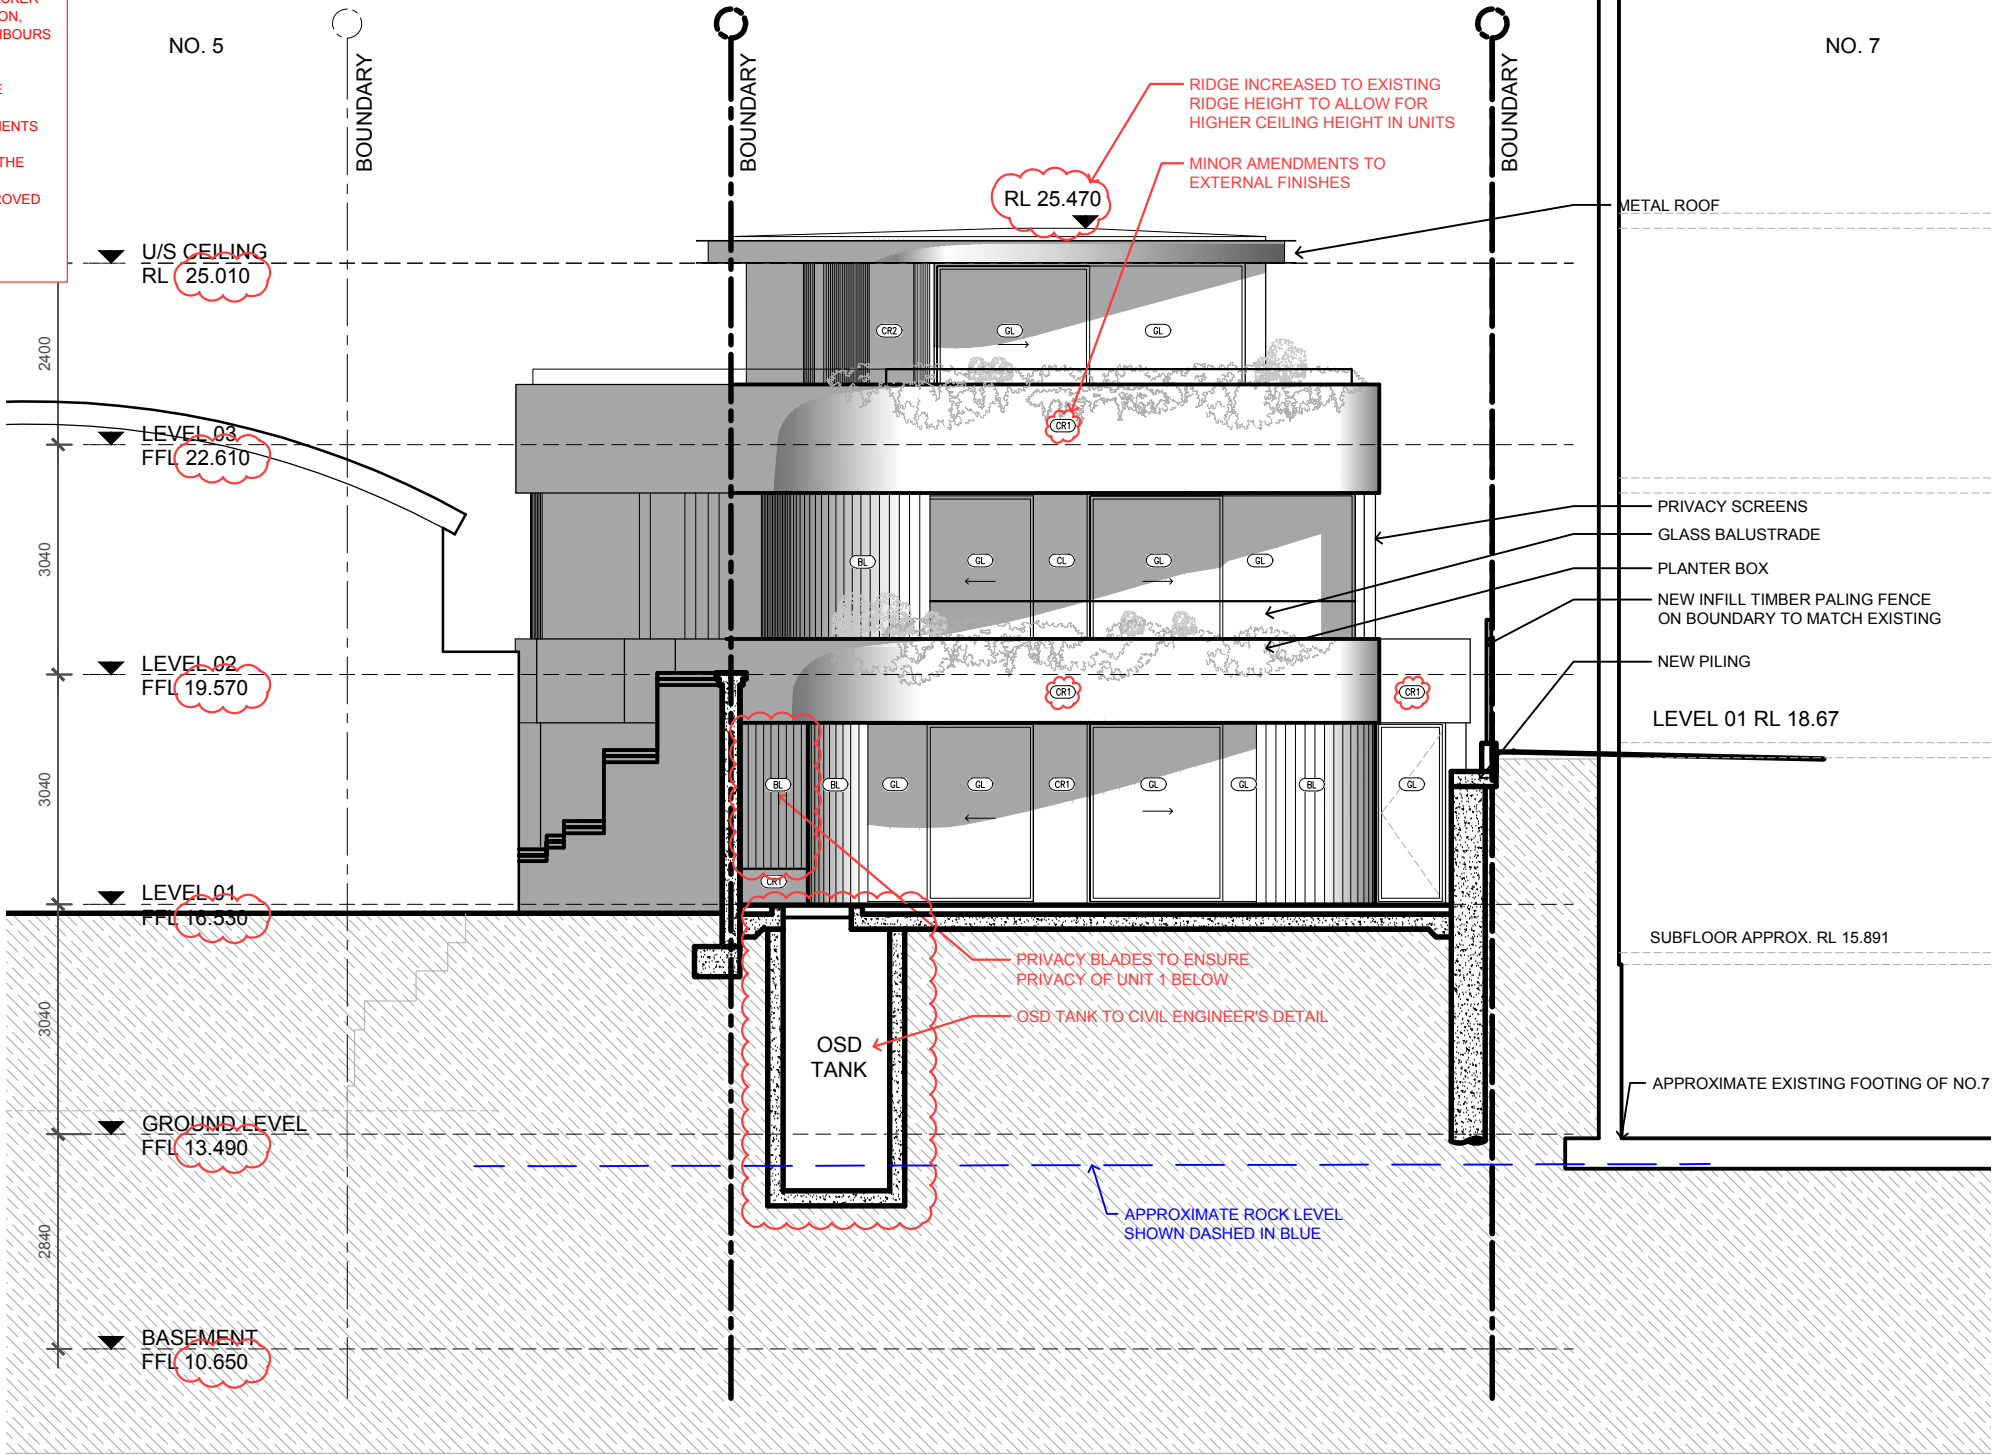 ON,
HBOURS
E
MENTS
THE
ROVED
NO. 5
BOUNDARY
BOUNDARY
BOUNDARY
NO. 7
RIDGE INCREASED TO EXISTING
RIDGE HEIGHT TO ALLOW FOR
HIGHER CEILING HEIGHT IN UNITS
MINOR AMENDMENTS TO
EXTERNAL FINISHES
RL 25.470
METAL ROOF
U/S CEILING
RL 25.010
2400
CR2
GL
GL
LEVEL 03
FFL 22.610
CR1
3040
BL
GL
CL
GL
GL
PRIVACY SCREENS
GLASS BALUSTRADE
PLANTER BOX
NEW INFILL TIMBER PALING FENCE
ON BOUNDARY TO MATCH EXISTING
NEW PILING
LEVEL 02
FFL 19.570
CR1
CR1
LEVEL 01 RL 18.67
3040
BL
BL
GL
GL
CR1
GL
GL
BL
GL
CR1
LEVEL 01
FFL 16.530
SUBFLOOR APPROX. RL 15.891
PRIVACY BLADES TO ENSURE
PRIVACY OF UNIT 1 BELOW
OSD TANK TO CIVIL ENGINEER'S DETAIL
3040
OSD
TANK
APPROXIMATE EXISTING FOOTING OF NO.7
GROUND LEVEL
FFL 13.490
APPROXIMATE ROCK LEVEL
SHOWN DASHED IN BLUE
2840
BASEMENT
FFL 10.650